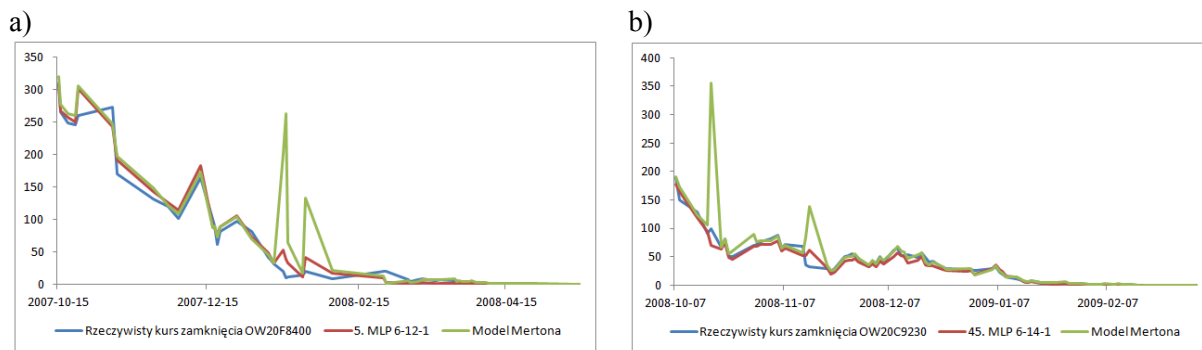 a)
350
300
250
200
150
100
50
0
2007-10-15 2007-12-15 2008-02-15 2008-04-15
Rzeczywisty kurs zamknięcia OW20F8400 5. MLP 6-12-1 Model Mertona
b)
400
350
300
250
200
150
100
50
0
2008-10-07 2008-11-07 2008-12-07 2009-01-07 2009-02-07
Rzeczywisty kurs zamknięcia OW20C9230 45. MLP 6-14-1 Model Mertona